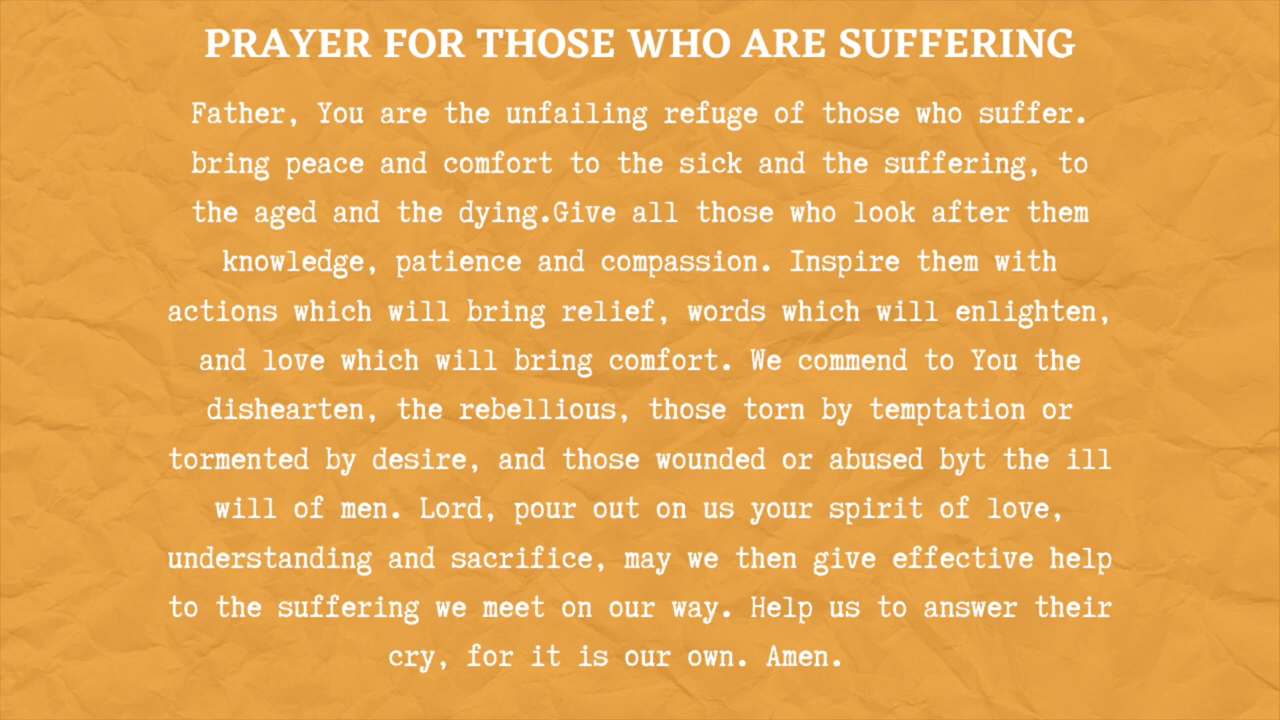 PRAYER FOR THOSE WHO ARE SUFFERING
Father, You are the unfailing refuge of those who suffer.
bring peace and comfort to the sick and the suffering, to
the aged and the dying.Give all those who look after them
knowledge, patience and compassion. Inspire them with
actions which will bring relief, words which will enlighten,
and love which will bring comfort. We commend to You the
dishearten, the rebellious, those torn by temptation or
tormented by desire, and those wounded or abused byt the ill
will of men. Lord, pour out on us your spirit of love,
understanding and sacrifice, may we then give effective help
to the suffering we meet on our way. Help us to answer their
cry, for it is our own. Amen.